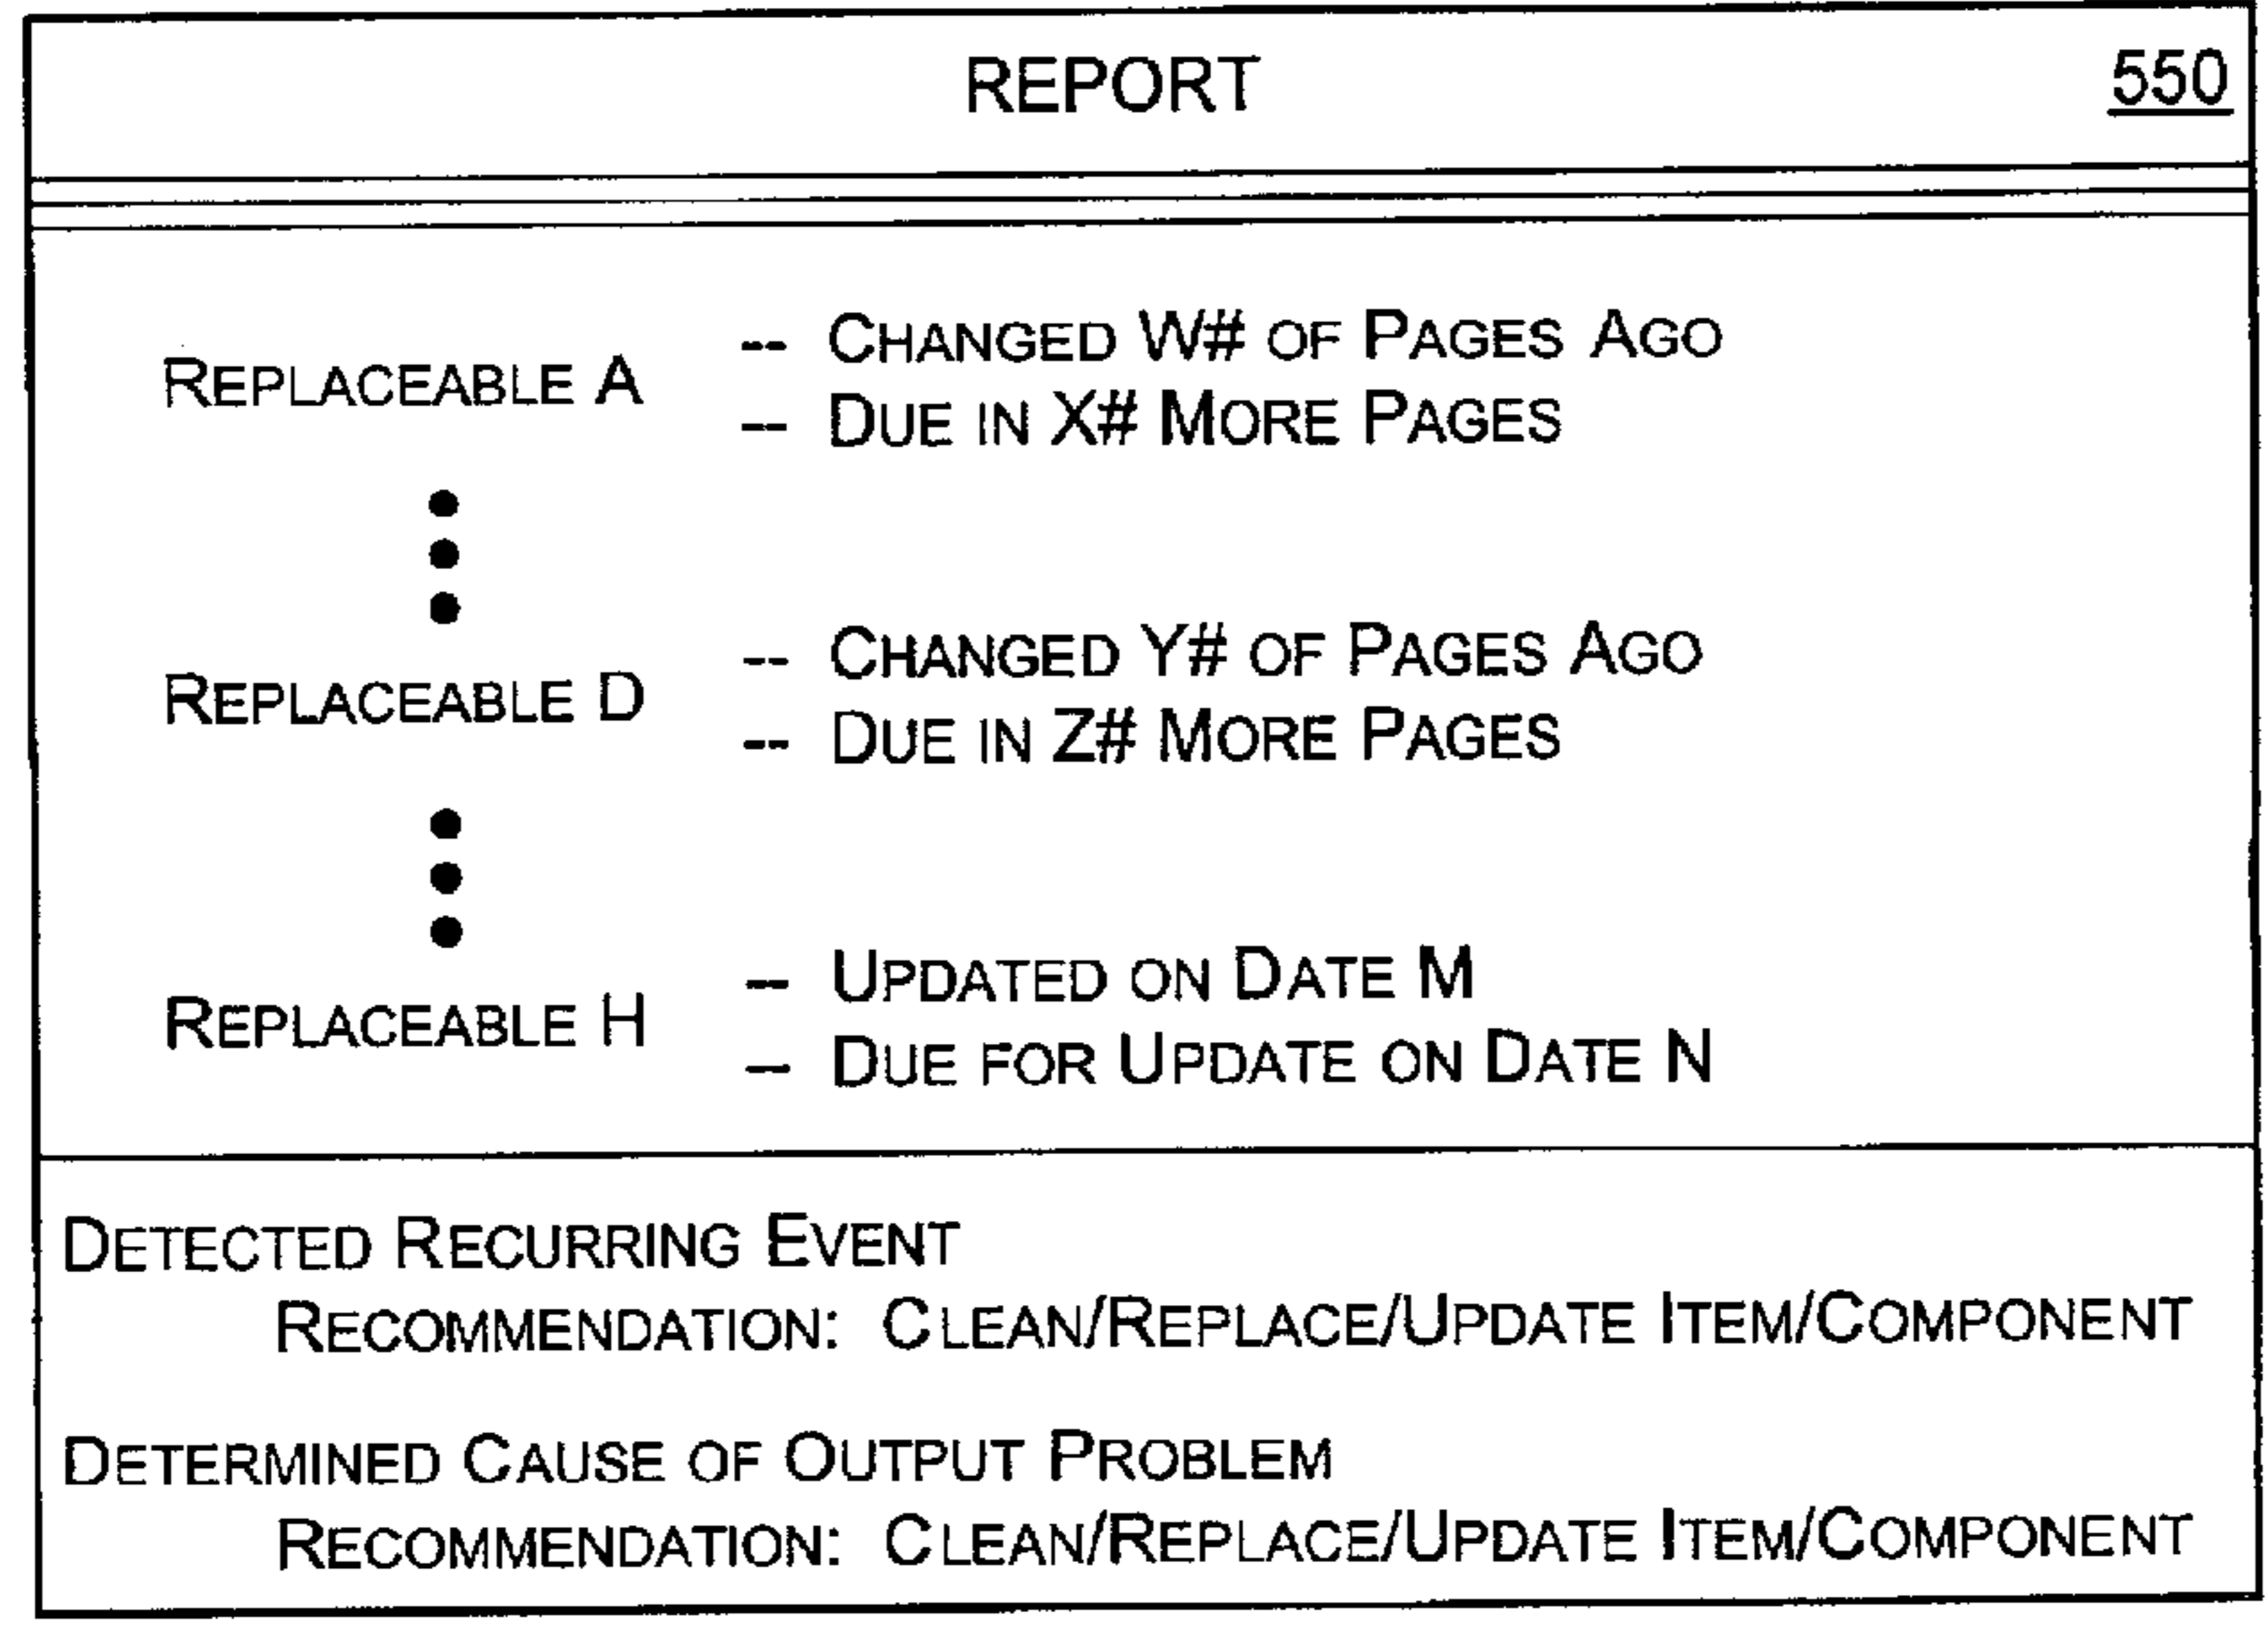 REPORT 550
REPLACEABLE A
-- CHANGED W# OF PAGES AGO
-- DUE IN X# MORE PAGES
REPLACEABLE D
-- CHANGED Y# OF PAGES AGO
-- DUE IN Z# MORE PAGES
REPLACEABLE H
-- UPDATED ON DATE M
-- DUE FOR UPDATE ON DATE N
DETECTED RECURRING EVENT
RECOMMENDATION: CLEAN/REPLACE/UPDATE ITEM/COMPONENT
DETERMINED CAUSE OF OUTPUT PROBLEM
RECOMMENDATION: CLEAN/REPLACE/UPDATE ITEM/COMPONENT